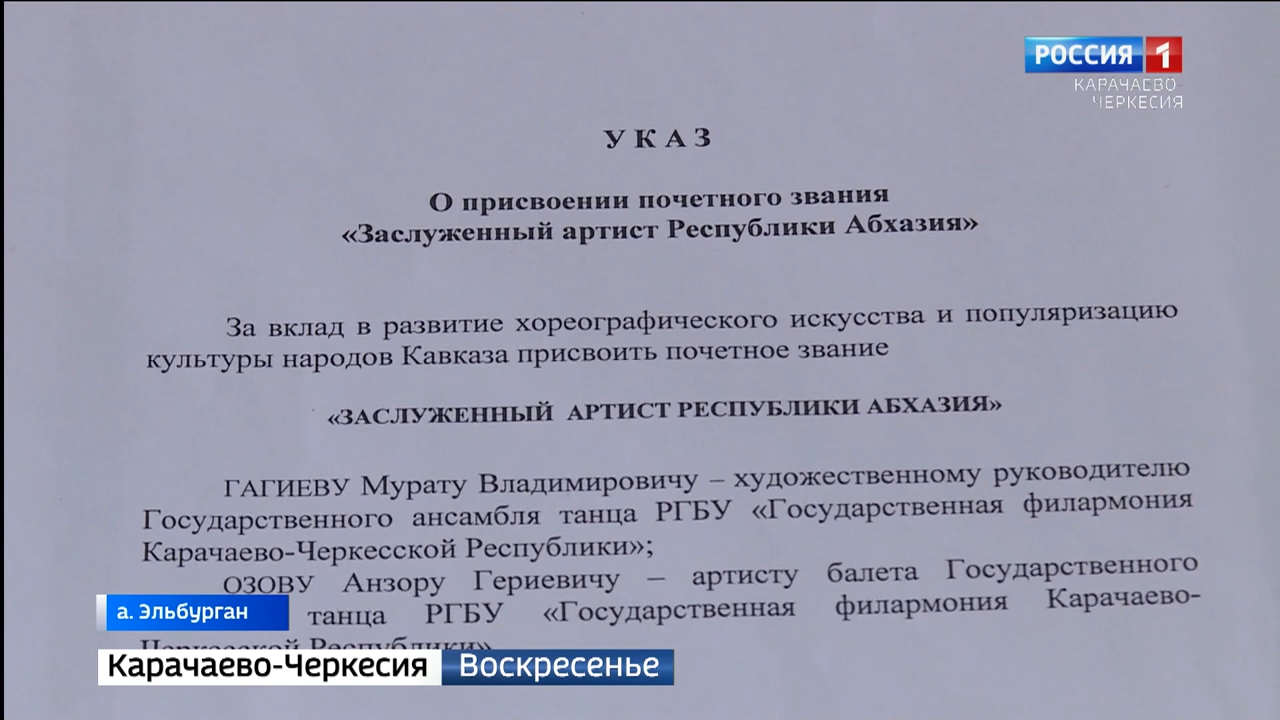 РОССИЯ 1
КАРАЧАЕВО-
ЧЕРКЕСИЯ
УКАЗ
О присвоении почетного звания
«Заслуженный артист Республики Абхазия»
За вклад в развитие хореографического искусства и популяризацию
культуры народов Кавказа присвоить почетное звание
«ЗАСЛУЖЕННЫЙ АРТИСТ РЕСПУБЛИКИ АБХАЗИЯ»
ГАГИЕВУ Мурату Владимировичу – художественному руководителю
Государственного ансамбля танца РГБУ «Государственная филармония
Карачаево-Черкесской Республики»;
ОЗОВУ Анзору Гериевичу – артисту балета Государственного
танца РГБУ «Государственная филармония Карачаево-
Черкесской Республики»
а. Эльбурган
Карачаево-Черкесия Воскресенье